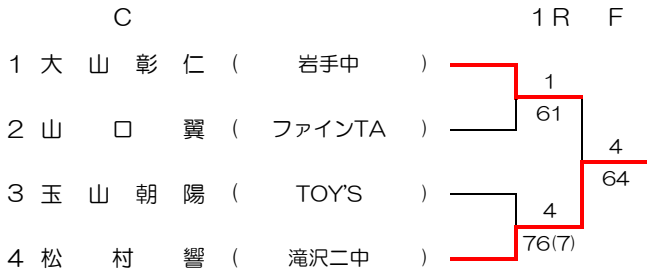 C 1R F
1 大山彰仁 ( 岩手中 )
1
61
2 山口翼 ( ファインTA )
4
64
3 玉山朝陽 ( TOY'S )
4
76(7)
4 松村響 ( 滝沢二中 )